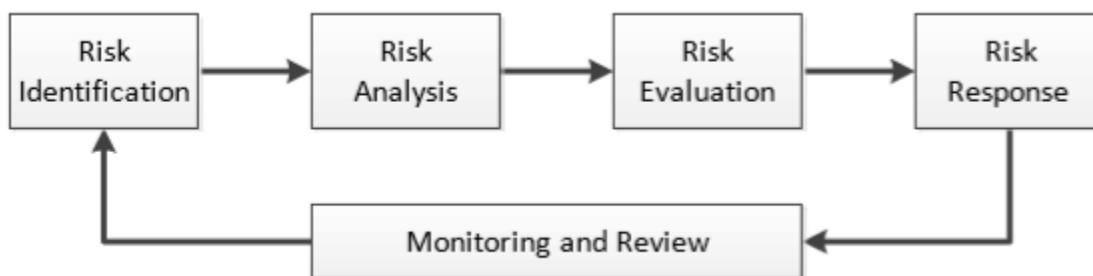 Risk
Identification
Risk
Analysis
Risk
Evaluation
Risk
Response
Monitoring and Review